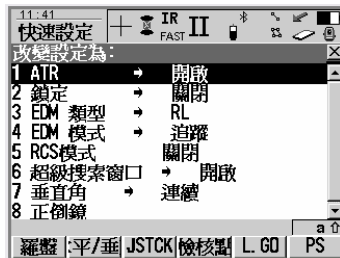 11:41
快速設定
IR
FAST II
改變設定為:
1 ATR → 開啟
2 鎖定 → 關閉
3 EDM 類型 → RL
4 EDM 模式 → 追蹤
5 RCS模式 關閉
6 超級搜索窗口 → 開啟
7 垂直角 → 連續
8 正倒鏡
a
羅盤 :平/垂 JSTCK 檢核點 L. GO PS